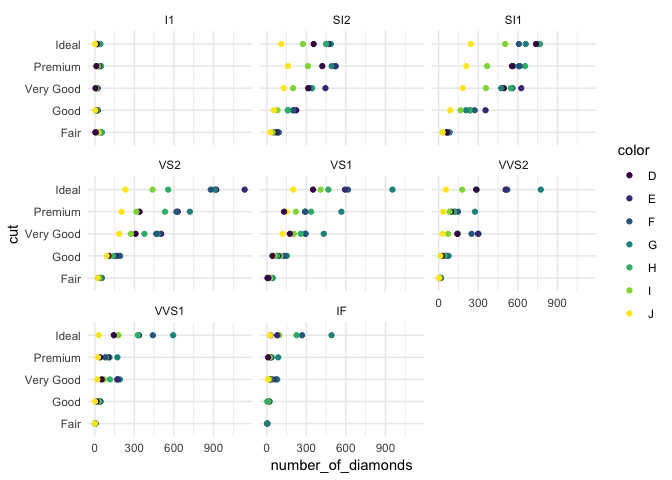 I1 SI2 SI1
Ideal
Premium
Very Good
Good
Fair
VS2 VS1 VVS2
Ideal
Premium
Very Good
Good
Fair
0 300 600 900
VVS1 IF
Ideal
Premium
Very Good
Good
Fair
0 300 600 900 0 300 600 900
number_of_diamonds
cut
color
D
E
F
G
H
I
J